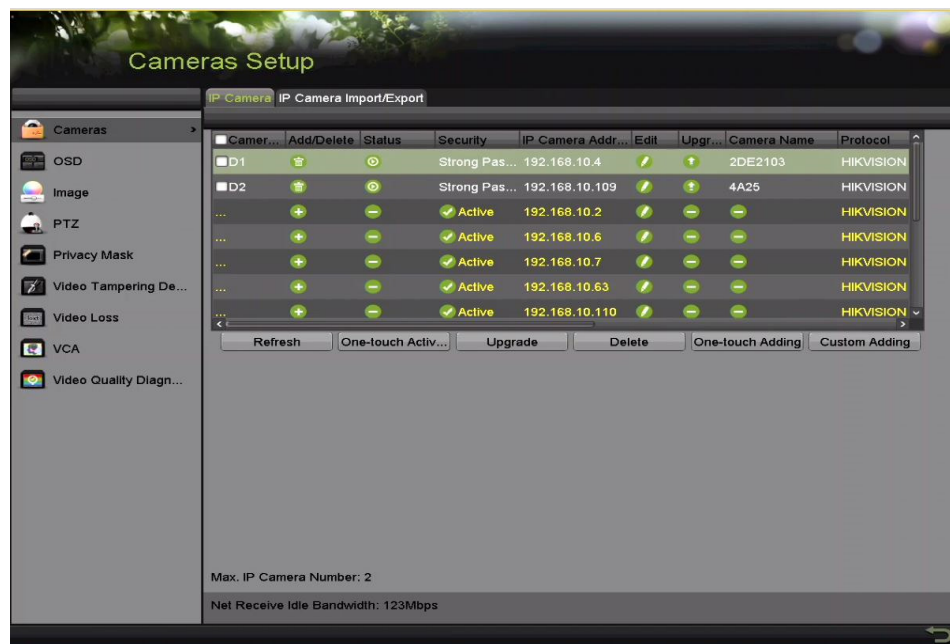 Cameras Setup
IP Camera IP Camera Import/Export
Cameras
OSD
Image
PTZ
Privacy Mask
Video Tampering De...
Video Loss
VCA
Video Quality Diagn...
Camer... Add/Delete Status Security IP Camera Addr... Edit Upgr... Camera Name Protocol
D1 Strong Pas... 192.168.10.4 2DE2103 HIKVISION
D2 Strong Pas... 192.168.10.109 4A25 HIKVISION
... Active 192.168.10.2 HIKVISION
... Active 192.168.10.6 HIKVISION
... Active 192.168.10.7 HIKVISION
... Active 192.168.10.63 HIKVISION
... Active 192.168.10.110 HIKVISION
Refresh One-touch Activ... Upgrade Delete One-touch Adding Custom Adding
Max. IP Camera Number: 2
Net Receive Idle Bandwidth: 123Mbps